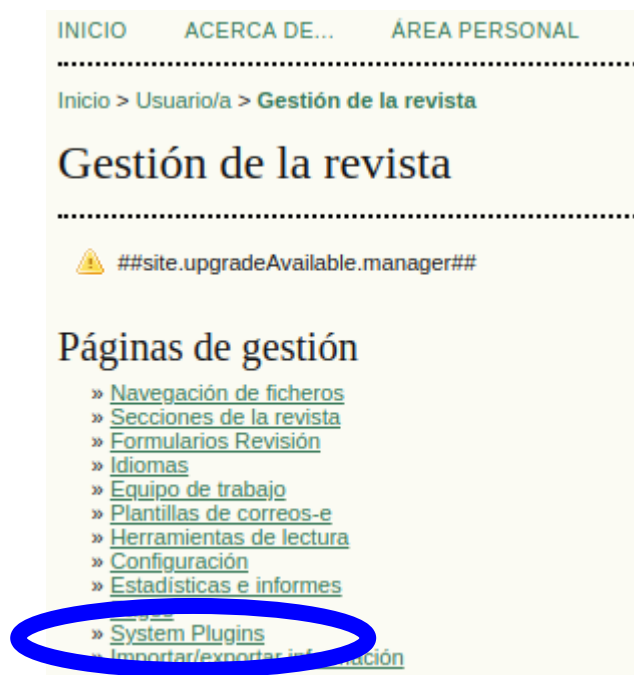 INICIO ACERCA DE... ÁREA PERSONAL
Inicio > Usuario/a > Gestión de la revista
Gestión de la revista
##site.upgradeAvailable.manager##
Páginas de gestión
» Navegación de ficheros
» Secciones de la revista
» Formularios Revisión
» Idiomas
» Equipo de trabajo
» Plantillas de correos-e
» Herramientas de lectura
» Configuración
» Estadísticas e informes
» System Plugins
» Importar/exportar información